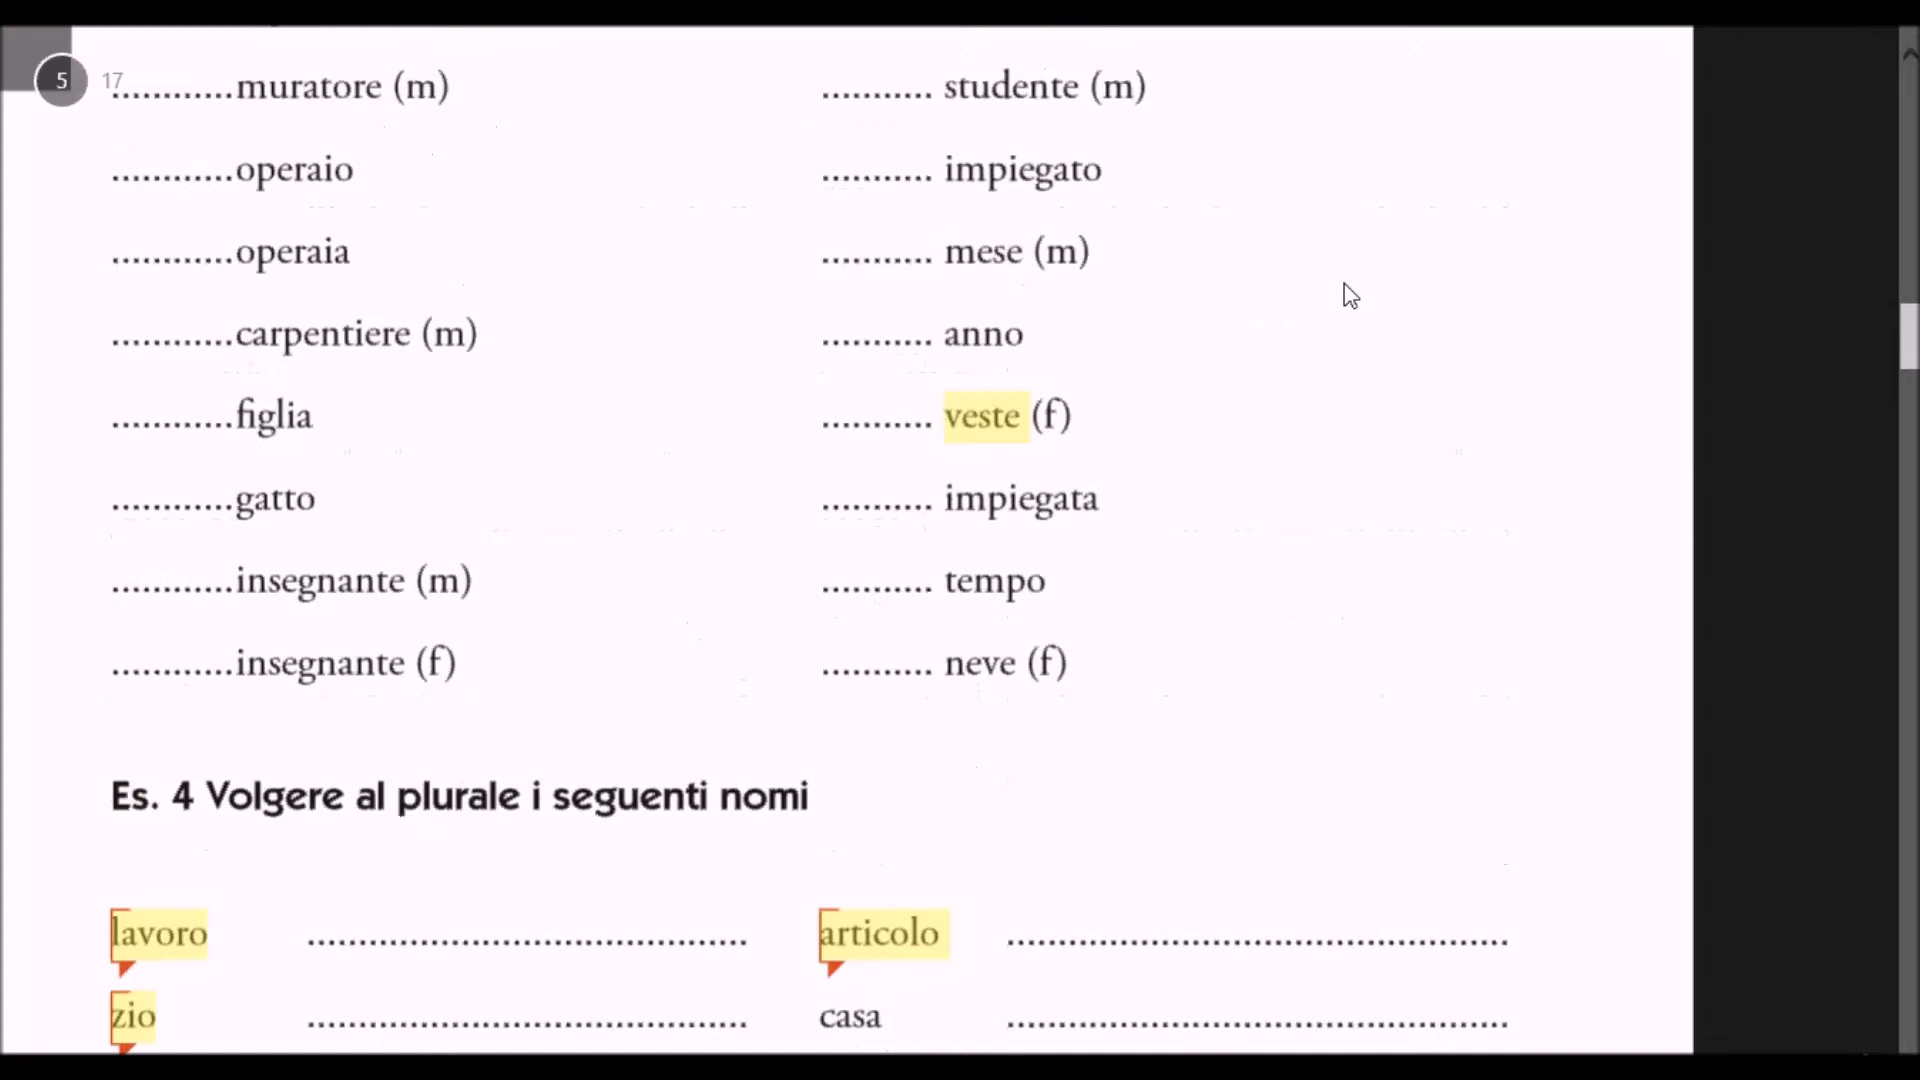 5 17
............muratore (m) ........... studente (m)
............operaio ........... impiegato
............operaia ........... mese (m)
............carpentiere (m) ........... anno
............figlia ........... veste (f)
............gatto ........... impiegata
............insegnante (m) ........... tempo
............insegnante (f) ........... neve (f)
Es. 4 Volgere al plurale i seguenti nomi
lavoro ........................................... articolo .................................................
zio ........................................... casa .................................................